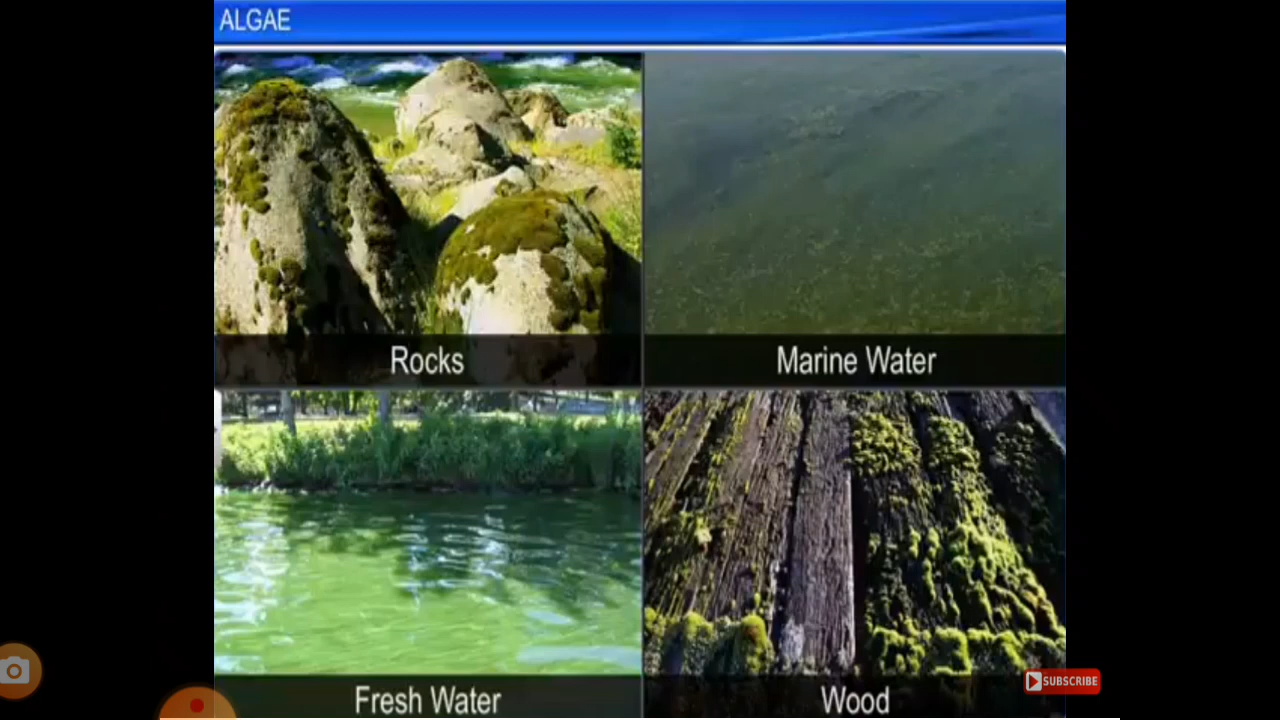 ALGAE
Rocks
Marine Water
Fresh Water
Wood
SUBSCRIBE